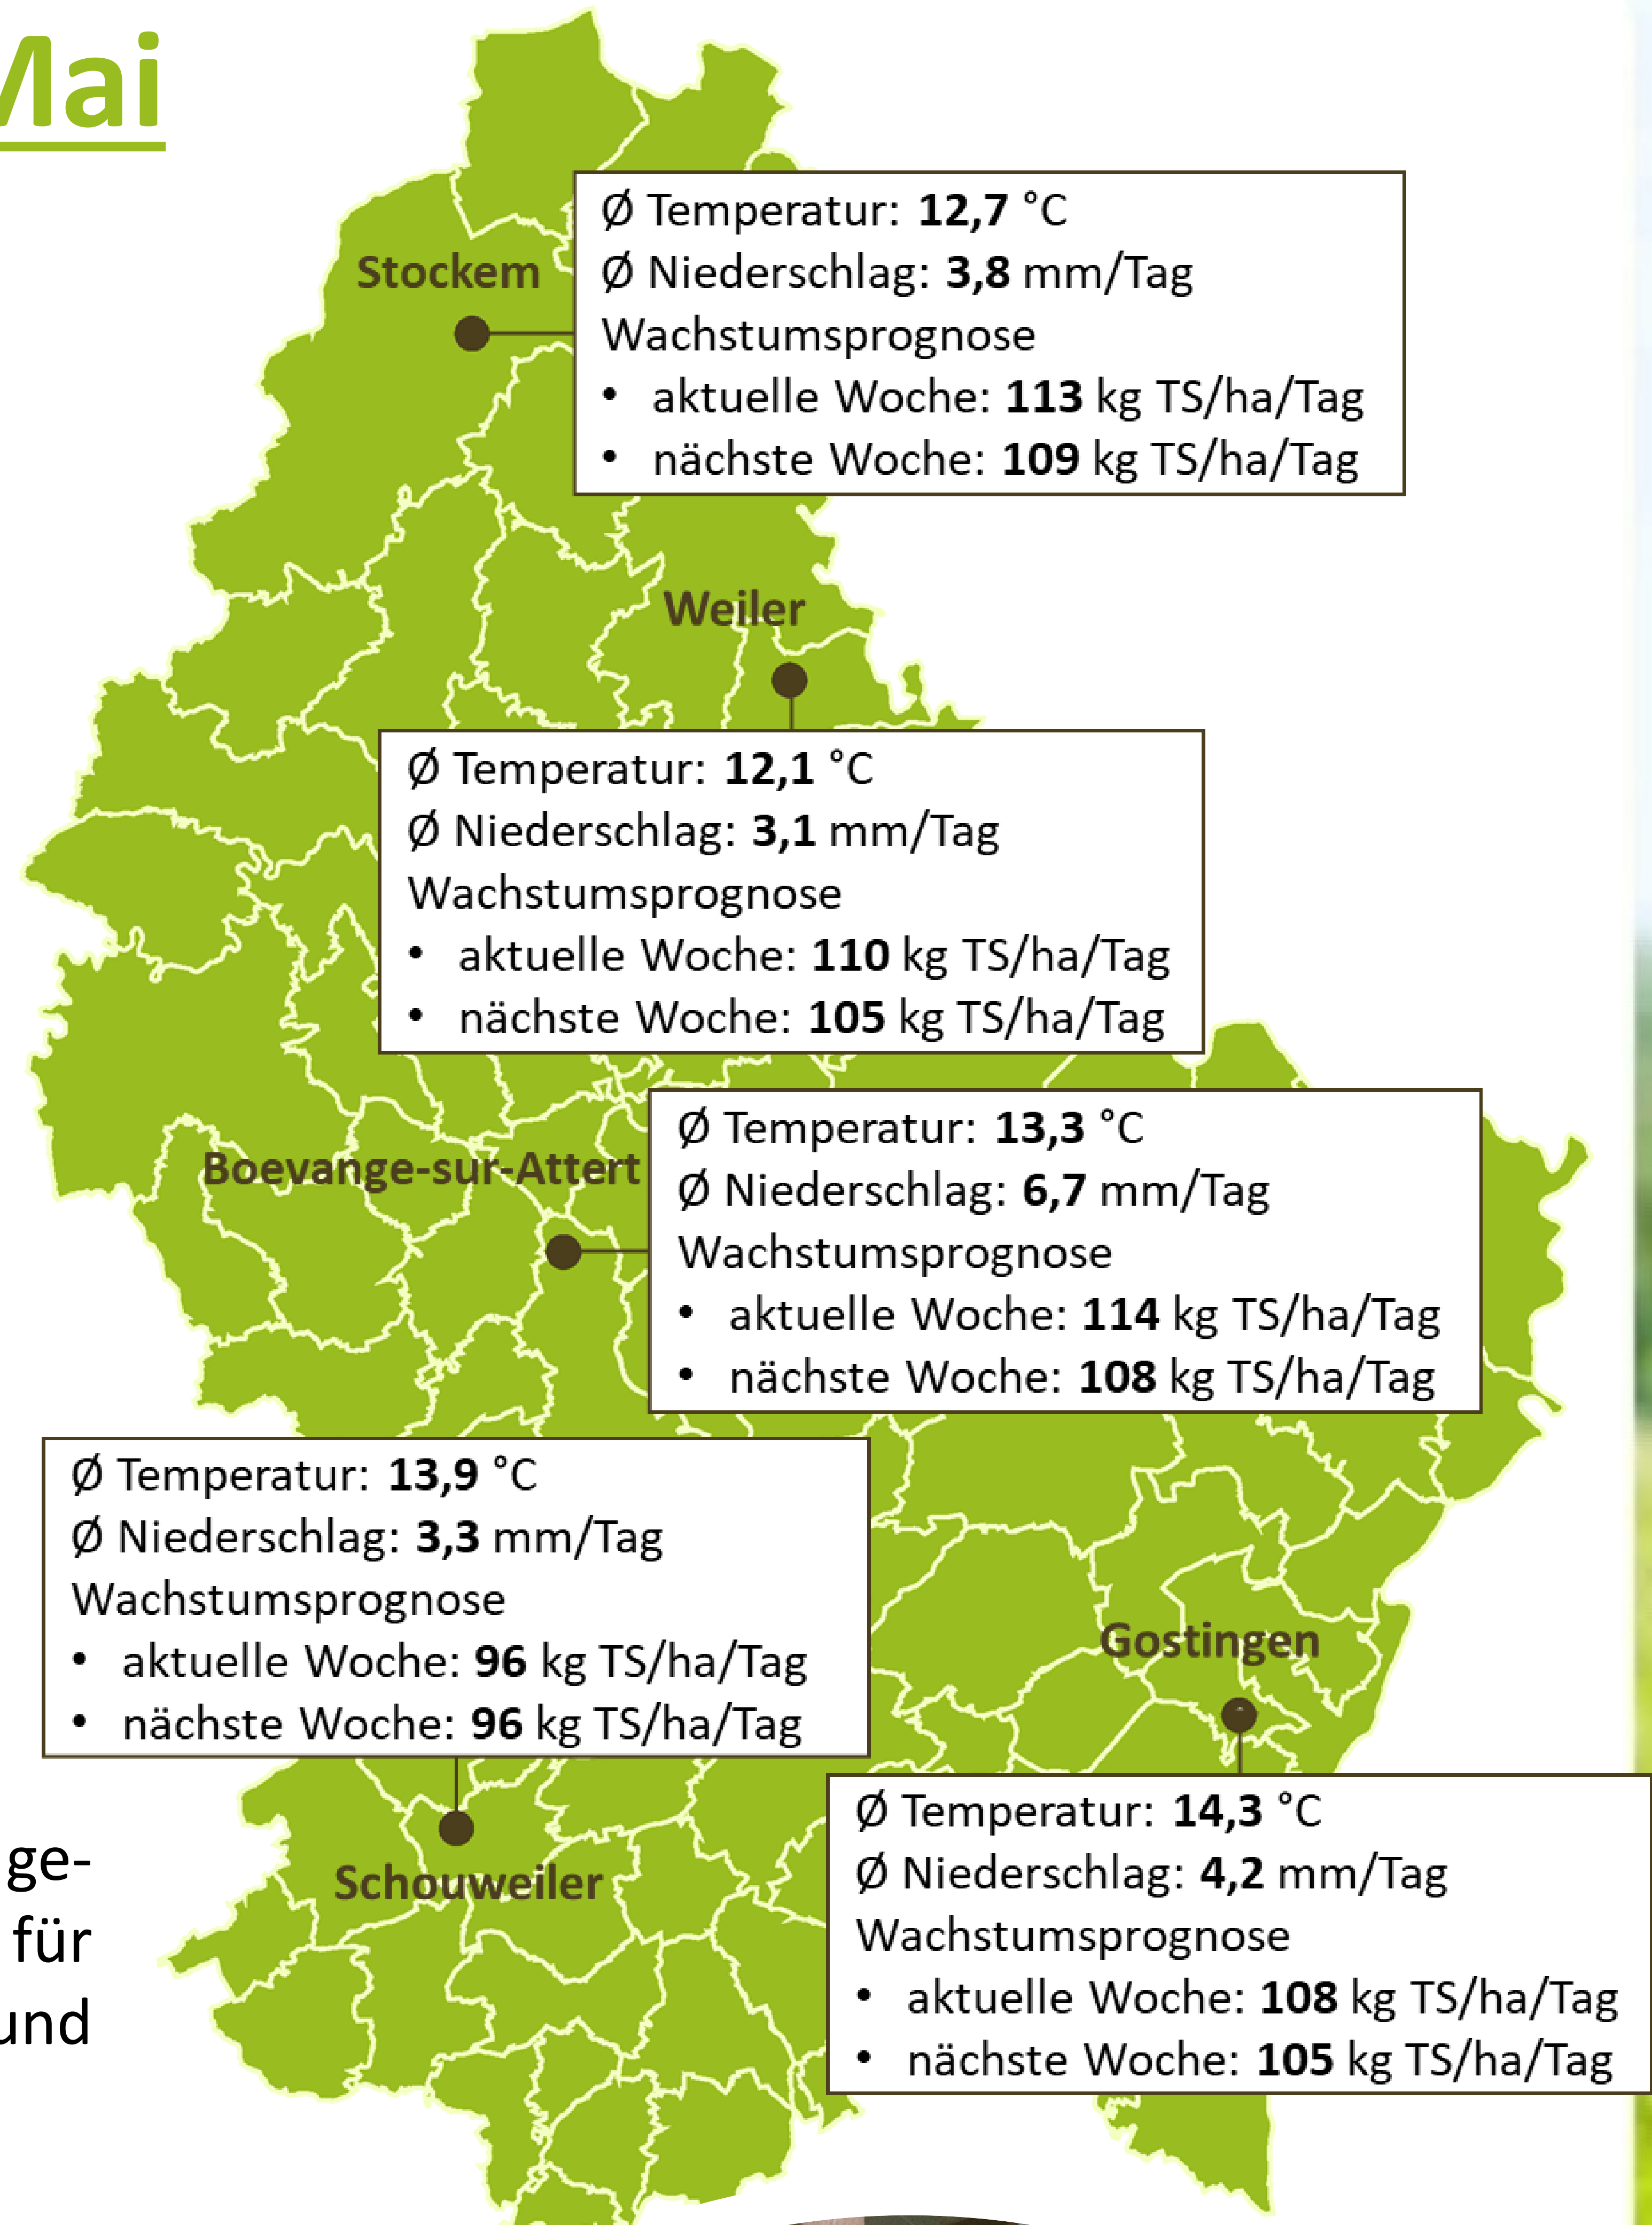 Mai
Stockem
Ø Temperatur: 12,7 °C
Ø Niederschlag: 3,8 mm/Tag
Wachstumsprognose
• aktuelle Woche: 113 kg TS/ha/Tag
• nächste Woche: 109 kg TS/ha/Tag
Weiler
Ø Temperatur: 12,1 °C
Ø Niederschlag: 3,1 mm/Tag
Wachstumsprognose
• aktuelle Woche: 110 kg TS/ha/Tag
• nächste Woche: 105 kg TS/ha/Tag
Boevange-sur-Attert
Ø Temperatur: 13,3 °C
Ø Niederschlag: 6,7 mm/Tag
Wachstumsprognose
• aktuelle Woche: 114 kg TS/ha/Tag
• nächste Woche: 108 kg TS/ha/Tag
Ø Temperatur: 13,9 °C
Ø Niederschlag: 3,3 mm/Tag
Wachstumsprognose
• aktuelle Woche: 96 kg TS/ha/Tag
• nächste Woche: 96 kg TS/ha/Tag
Schouweiler
Gostingen
Ø Temperatur: 14,3 °C
Ø Niederschlag: 4,2 mm/Tag
Wachstumsprognose
• aktuelle Woche: 108 kg TS/ha/Tag
• nächste Woche: 105 kg TS/ha/Tag
ge-
für
und